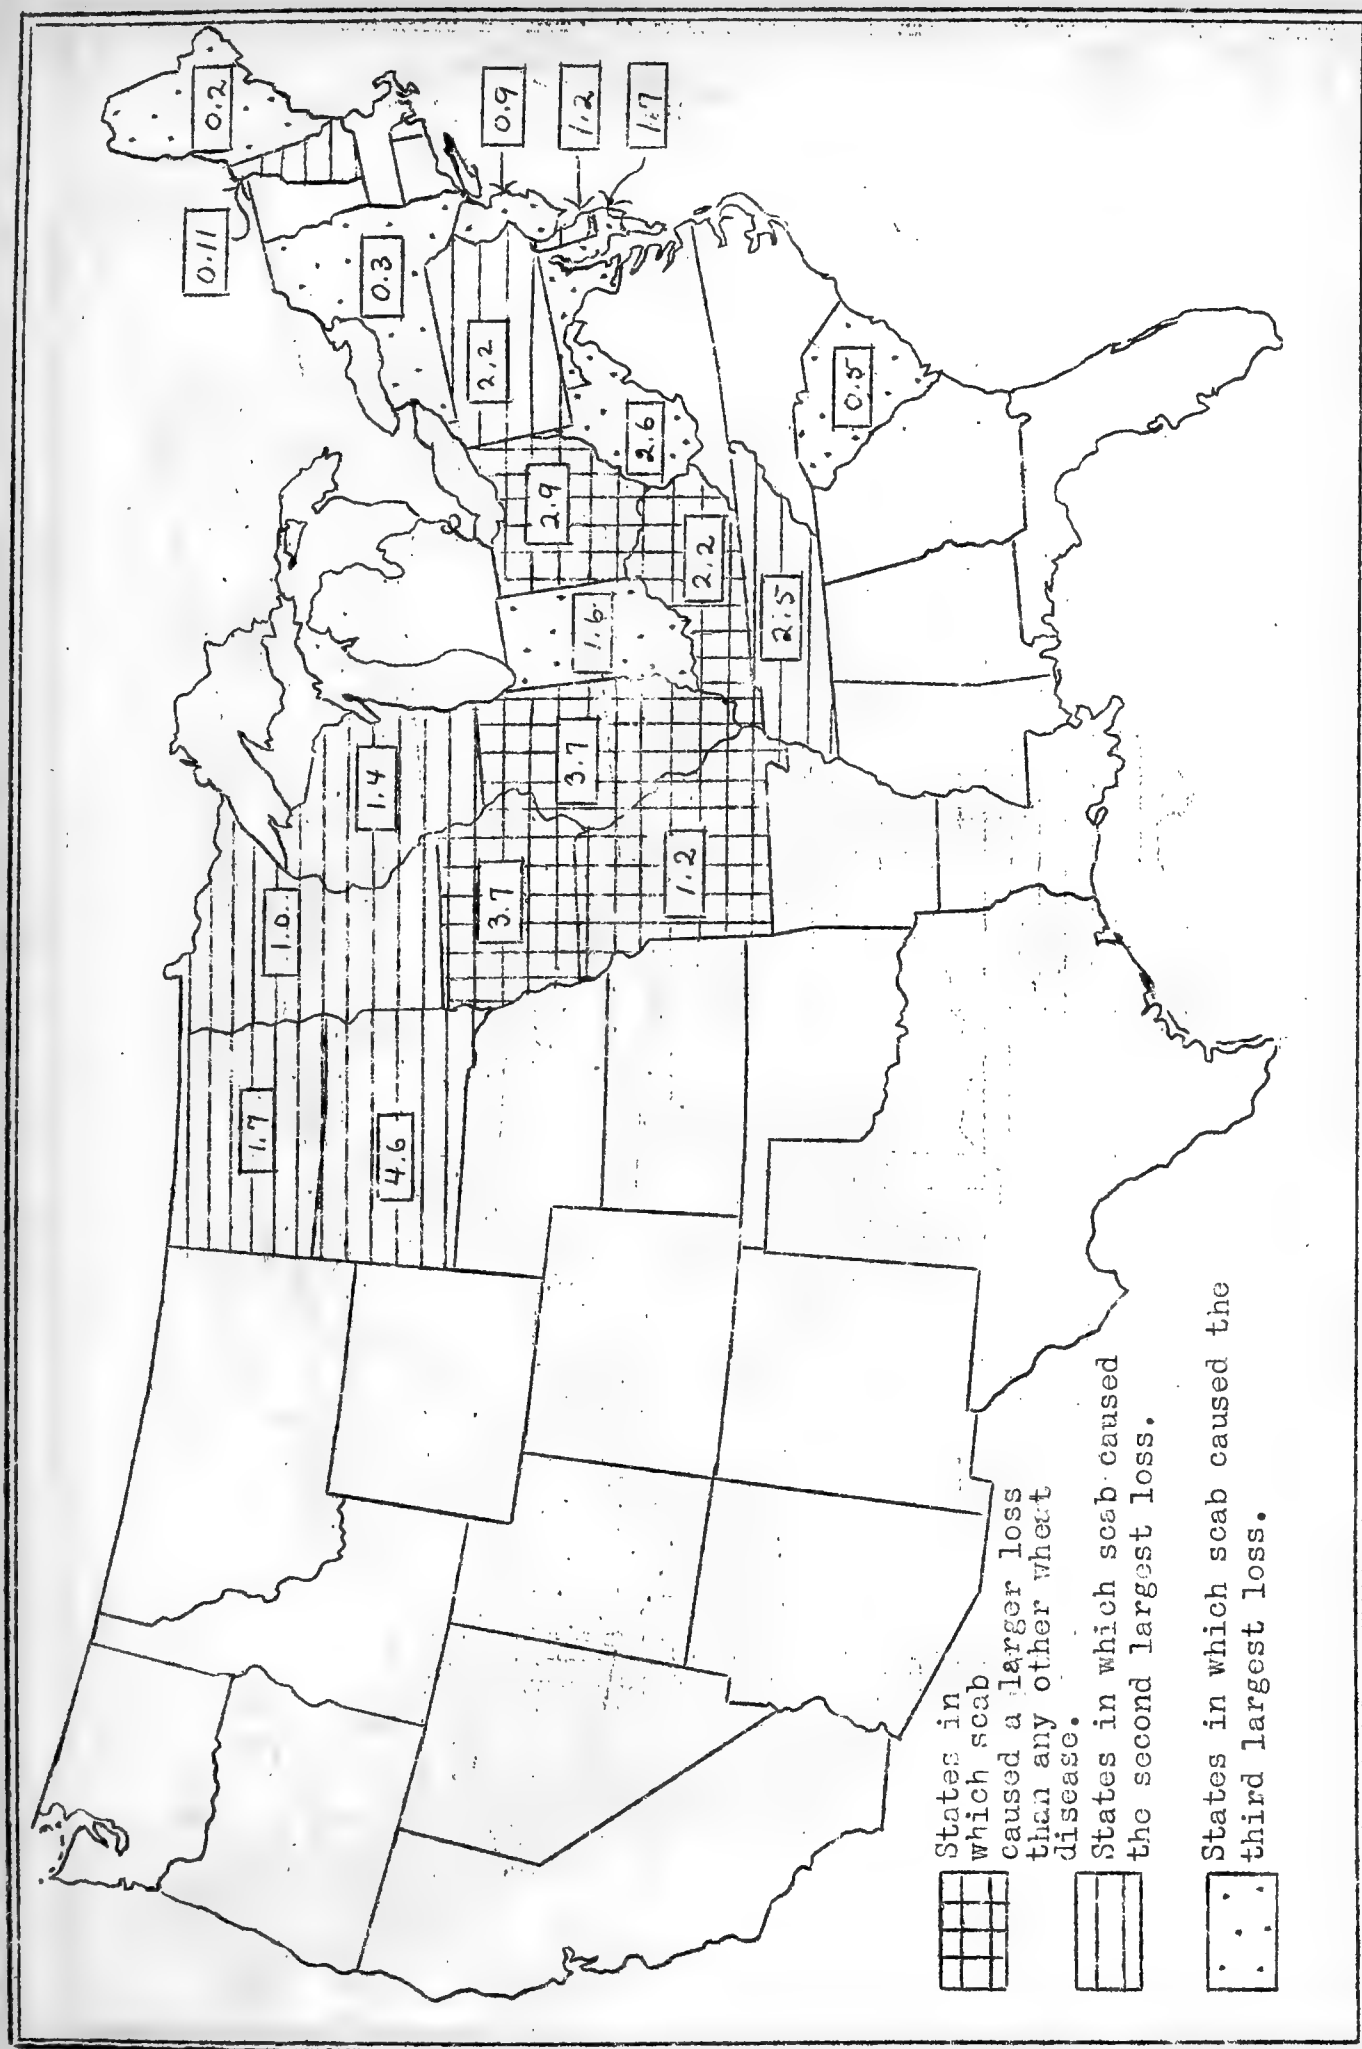 0.2
0.11
0.3
0.9
1.2
1.7
2.2
2.6
0.5
2.9
2.2
2.5
1.6
1.4
3.7
1.0
3.7
1.2
1.7
4.6
States in
which scab
caused a larger loss
than any other wheat
disease.
States in which scab caused
the second largest loss.
States in which scab caused the
third largest loss.